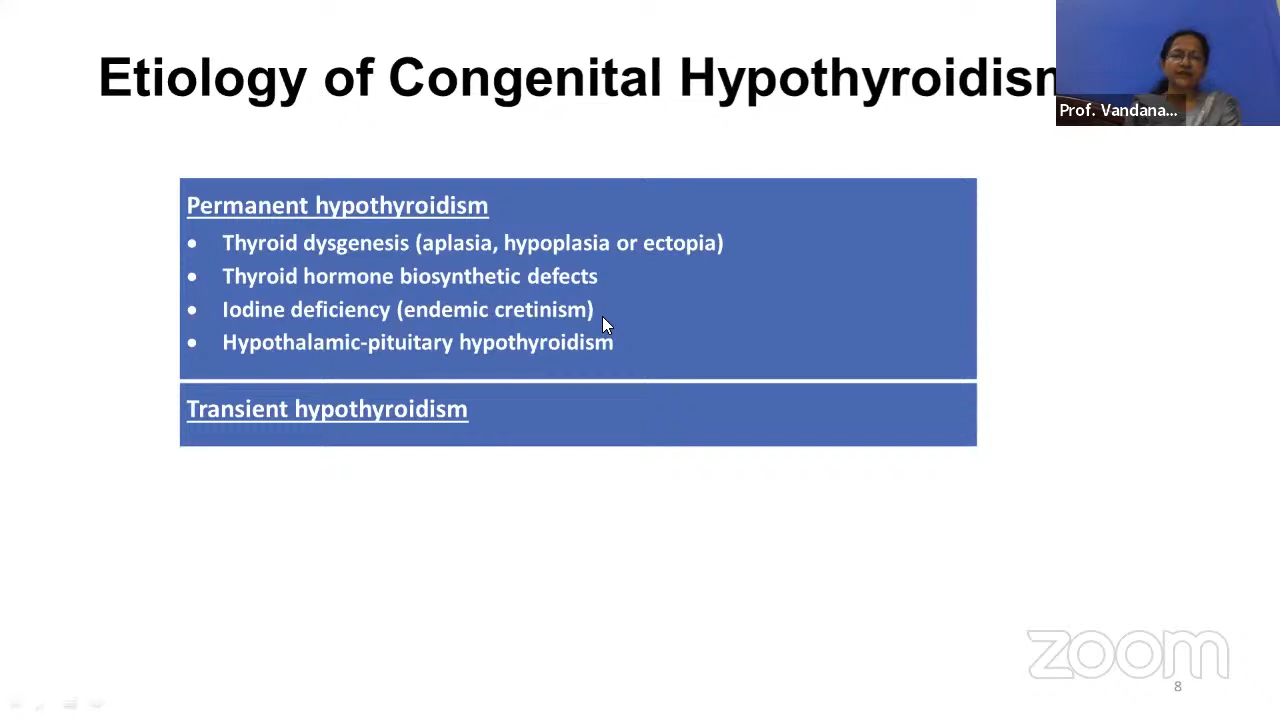 Etiology of Congenital Hypothyroidism
Prof. Vandana...
Permanent hypothyroidism
• Thyroid dysgenesis (aplasia, hypoplasia or ectopia)
• Thyroid hormone biosynthetic defects
• Iodine deficiency (endemic cretinism)
• Hypothalamic-pituitary hypothyroidism
Transient hypothyroidism
zoom
8